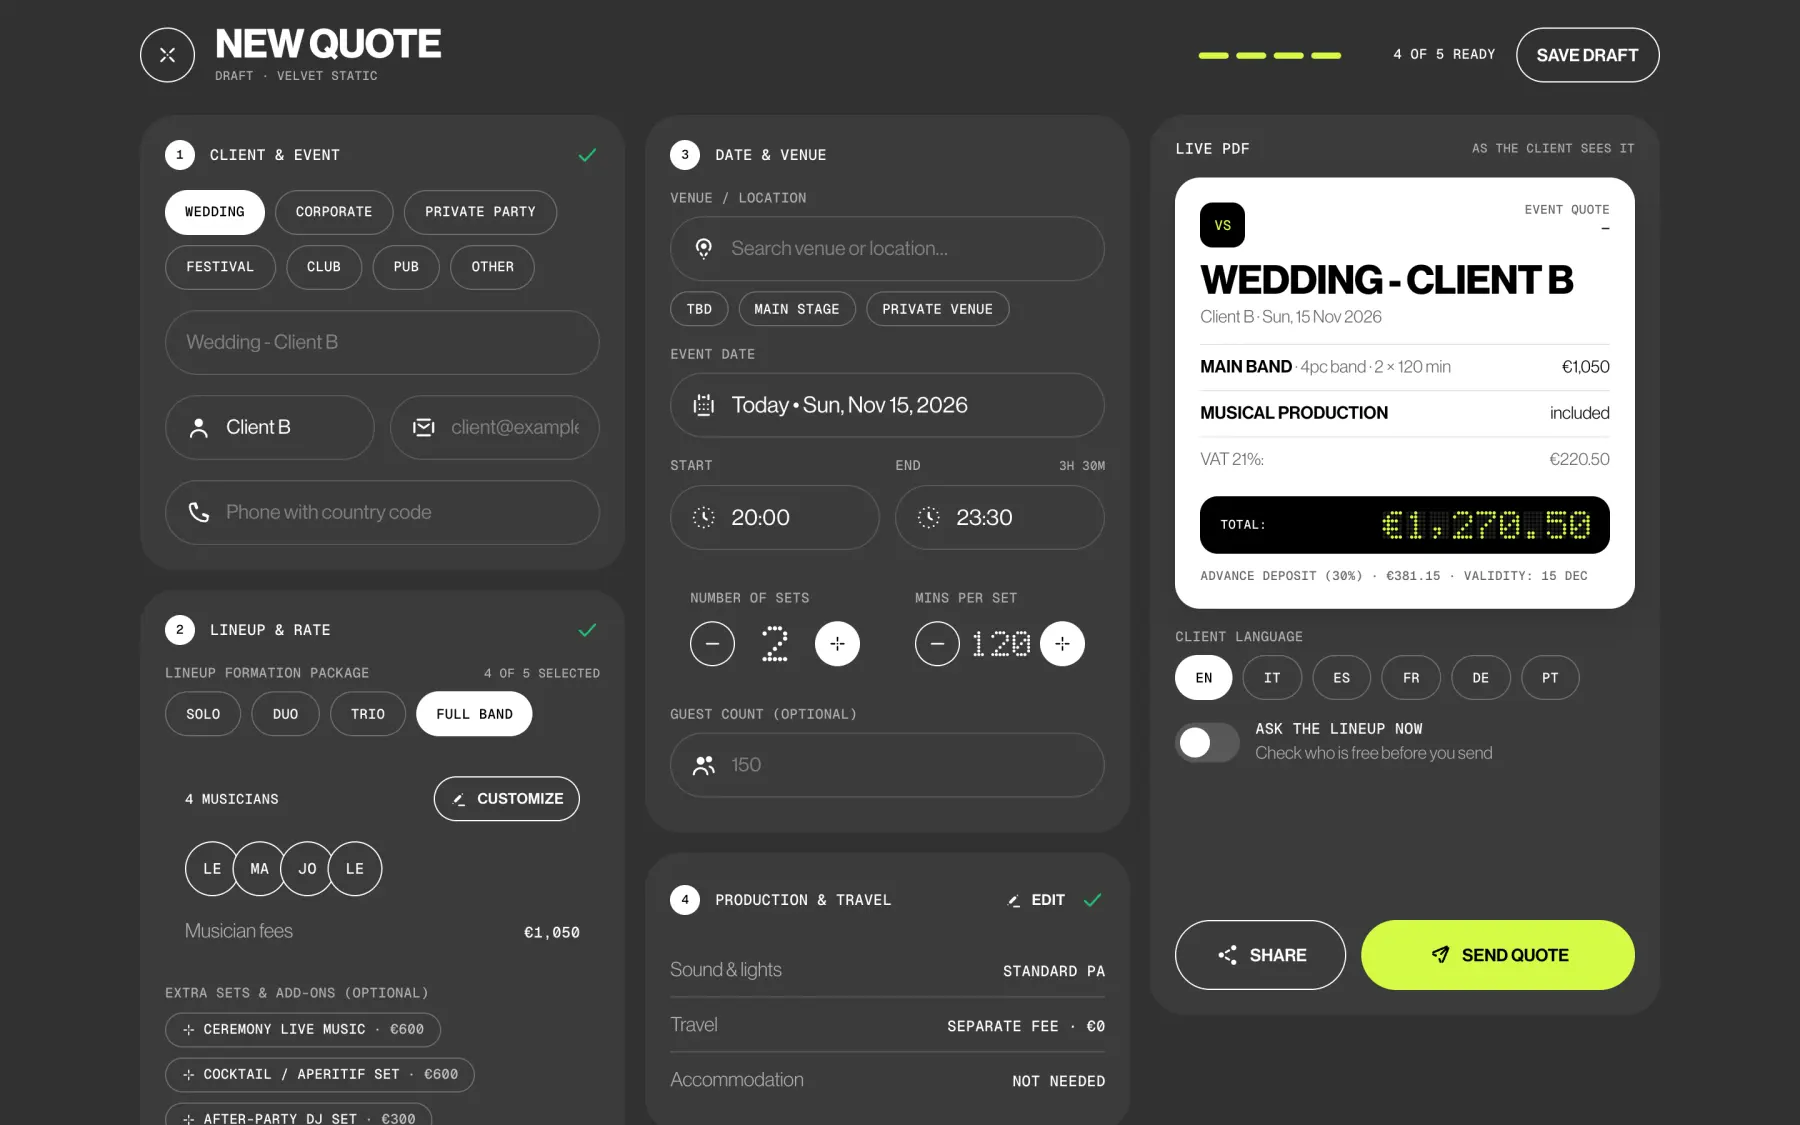 NEW QUOTE
DRAFT · VELVET STATIC
4 OF 5 READY
SAVE DRAFT
1 CLIENT & EVENT
WEDDING CORPORATE PRIVATE PARTY
FESTIVAL CLUB PUB OTHER
Wedding - Client B
Client B client@example
Phone with country code
2 LINEUP & RATE
LINEUP FORMATION PACKAGE 4 OF 5 SELECTED
SOLO DUO TRIO FULL BAND
4 MUSICIANS CUSTOMIZE
LE MA JO LE
Musician fees €1,050
EXTRA SETS & ADD-ONS (OPTIONAL)
CEREMONY LIVE MUSIC · €600
COCKTAIL / APERITIF SET · €600
AFTER-PARTY DJ SET · €300
3 DATE & VENUE
VENUE / LOCATION
Search venue or location...
TBD MAIN STAGE PRIVATE VENUE
EVENT DATE
Today • Sun, Nov 15, 2026
START END 3H 30M
20:00 23:30
NUMBER OF SETS MINS PER SET
2 120
GUEST COUNT (OPTIONAL)
150
4 PRODUCTION & TRAVEL EDIT
Sound & lights STANDARD PA
Travel SEPARATE FEE · €0
Accommodation NOT NEEDED
LIVE PDF AS THE CLIENT SEES IT
VS EVENT QUOTE
–
WEDDING - CLIENT B
Client B · Sun, 15 Nov 2026
MAIN BAND · 4pc band · 2 × 120 min €1,050
MUSICAL PRODUCTION included
VAT 21%: €220.50
TOTAL: €1,270.50
ADVANCE DEPOSIT (30%) · €381.15 · VALIDITY: 15 DEC
CLIENT LANGUAGE
EN IT ES FR DE PT
ASK THE LINEUP NOW
Check who is free before you send
SHARE SEND QUOTE